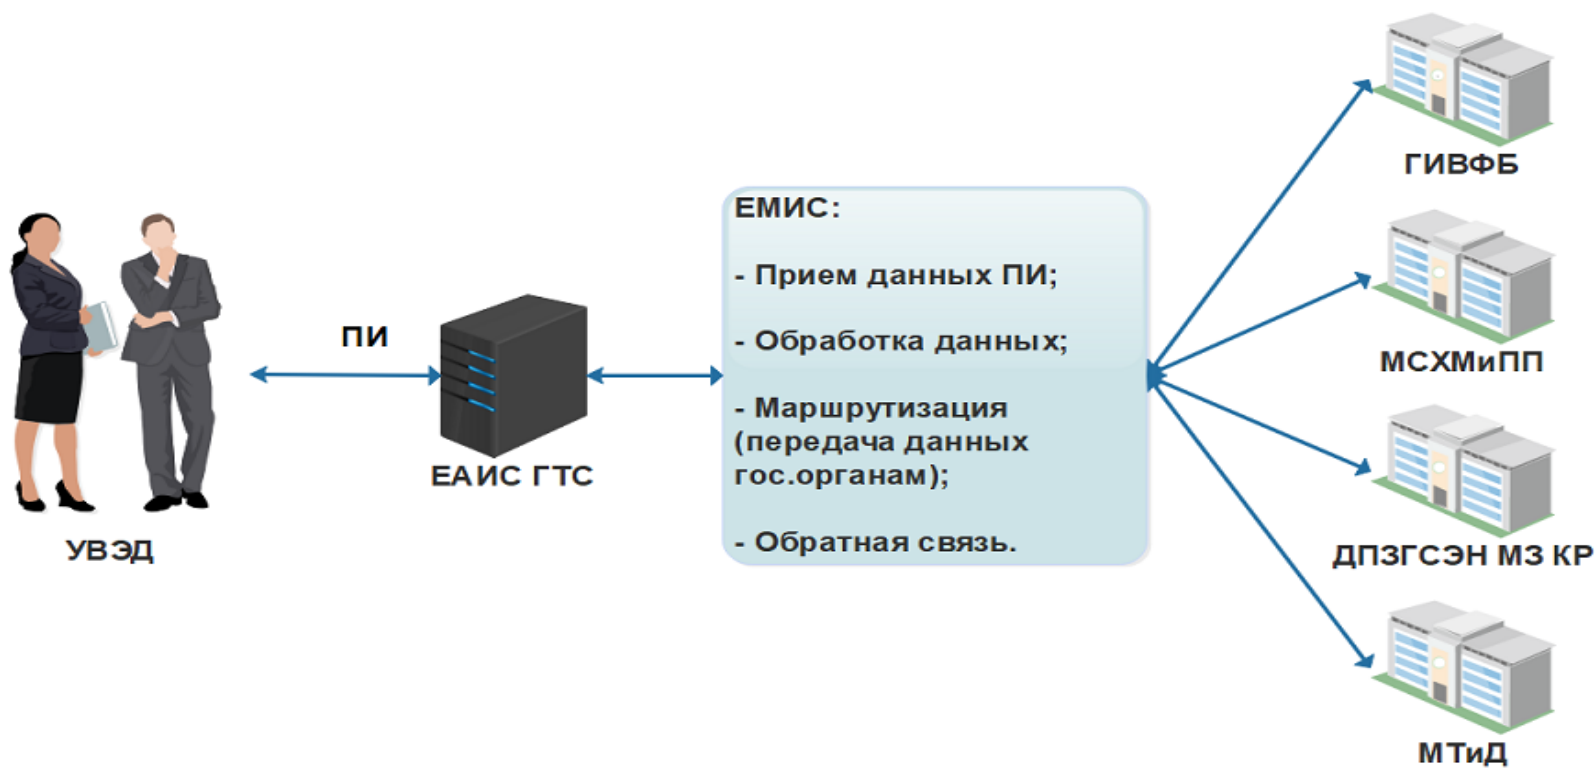 УВЭД
ПИ
ЕАИС ГТС
ЕМИС:
- Прием данных ПИ;
- Обработка данных;
- Маршрутизация
(передача данных
гос.органам);
- Обратная связь.
ГИВФБ
МСХМиПП
ДПЗГСЭН МЗ КР
МТиД